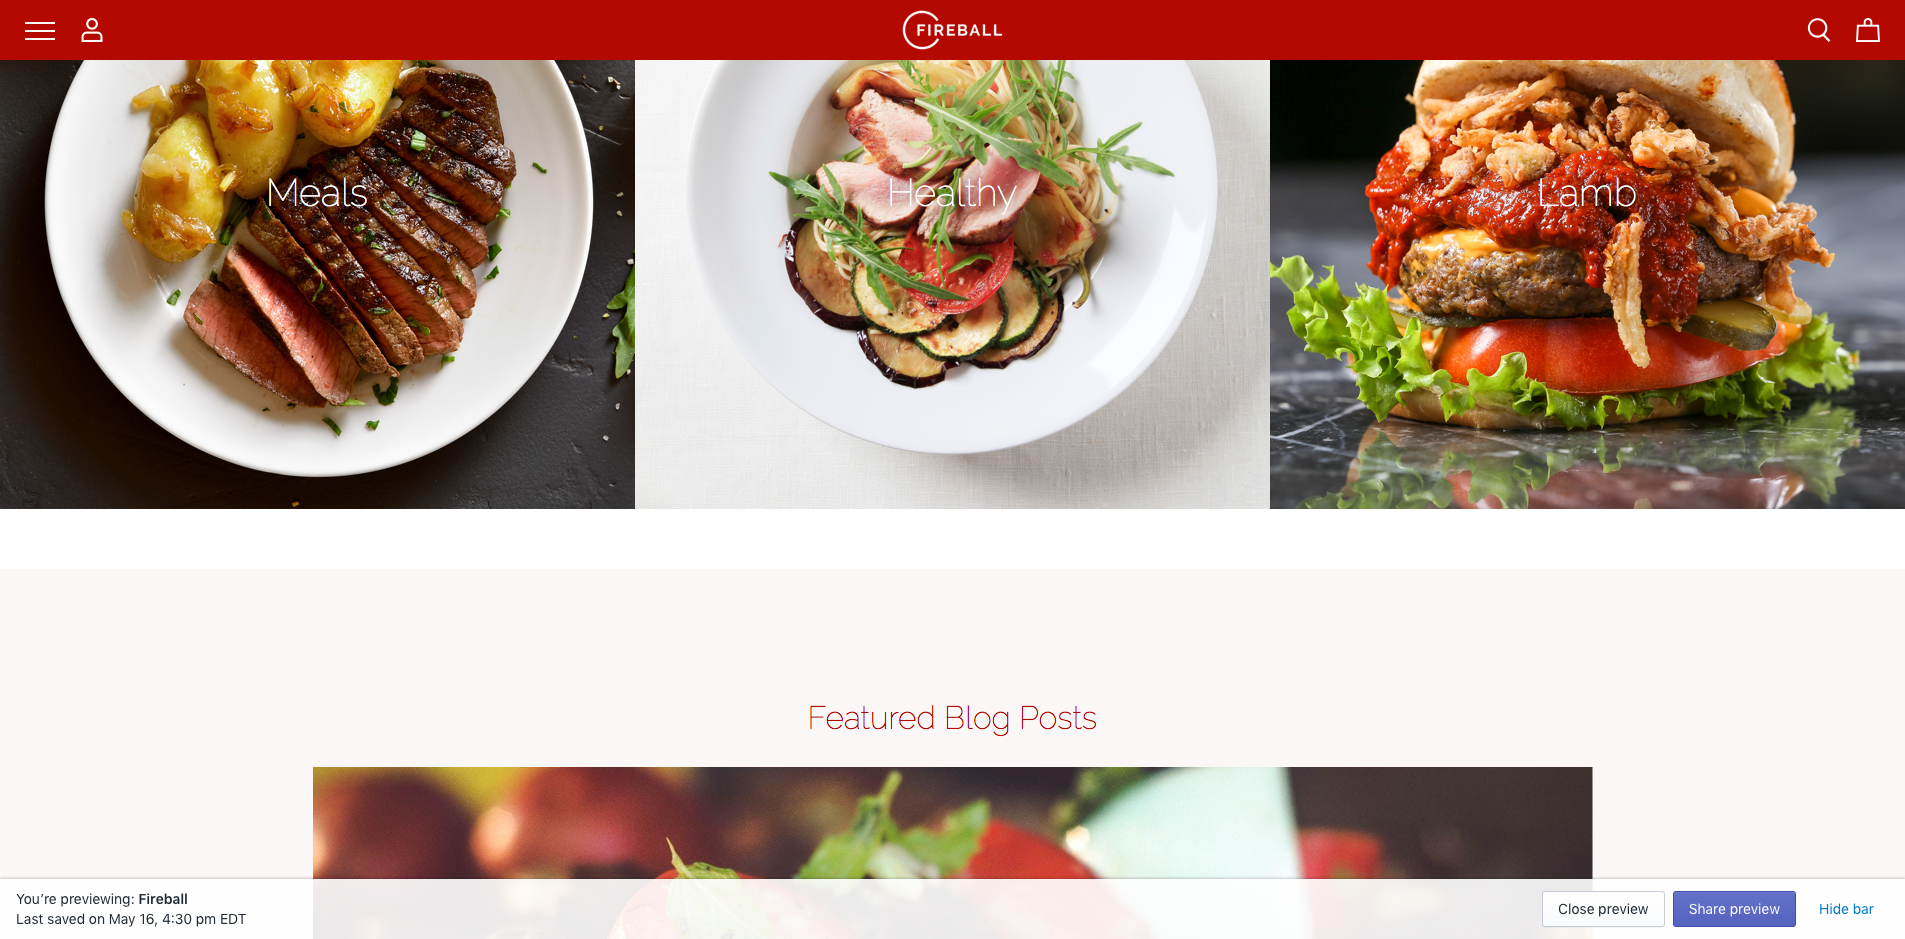 FIREBALL
Meals
Healthy
Lamb
Featured Blog Posts
You're previewing: Fireball
Last saved on May 16, 4:30 pm EDT
Close preview
Share preview
Hide bar